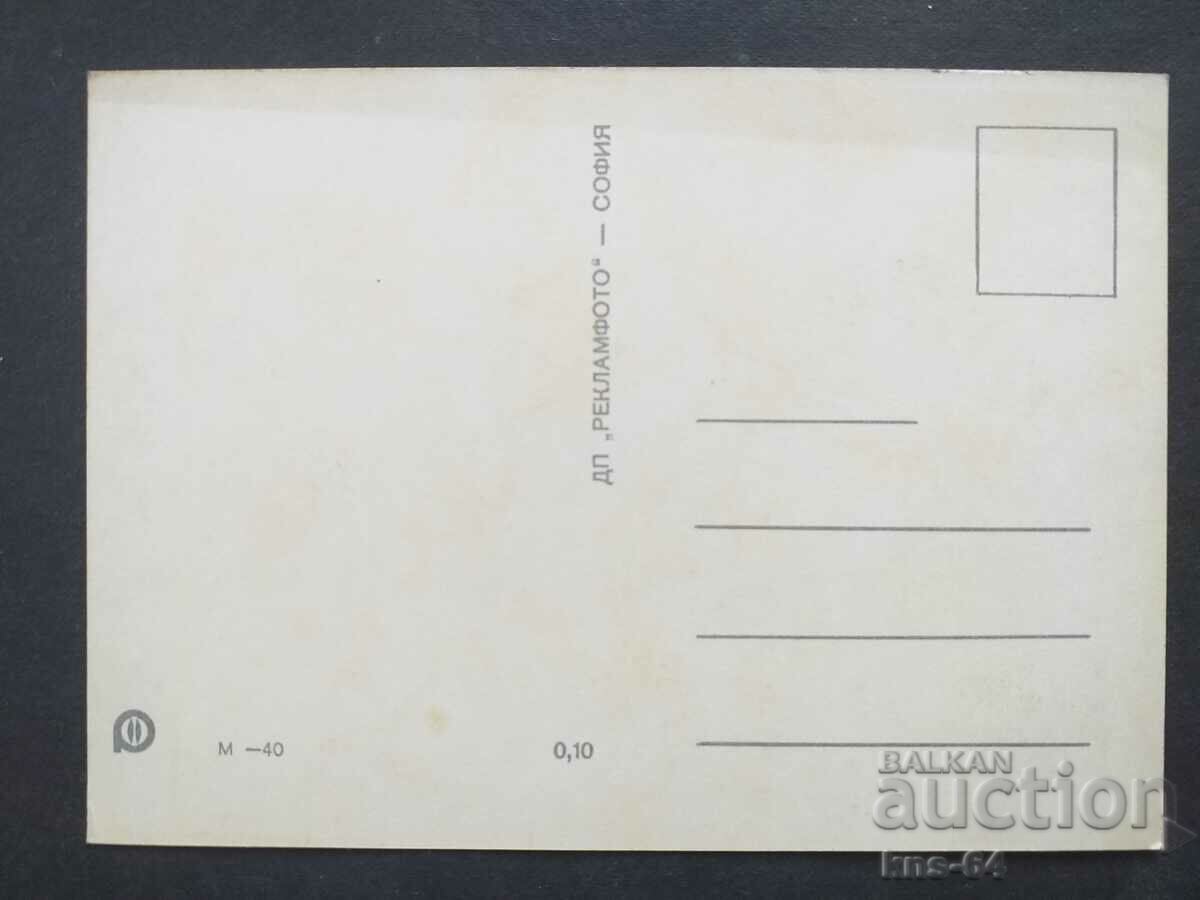 ДП „РЕКЛАМФОТО“ — СОФИЯ
М —40
0,10
BALKAN
auction
kns-64